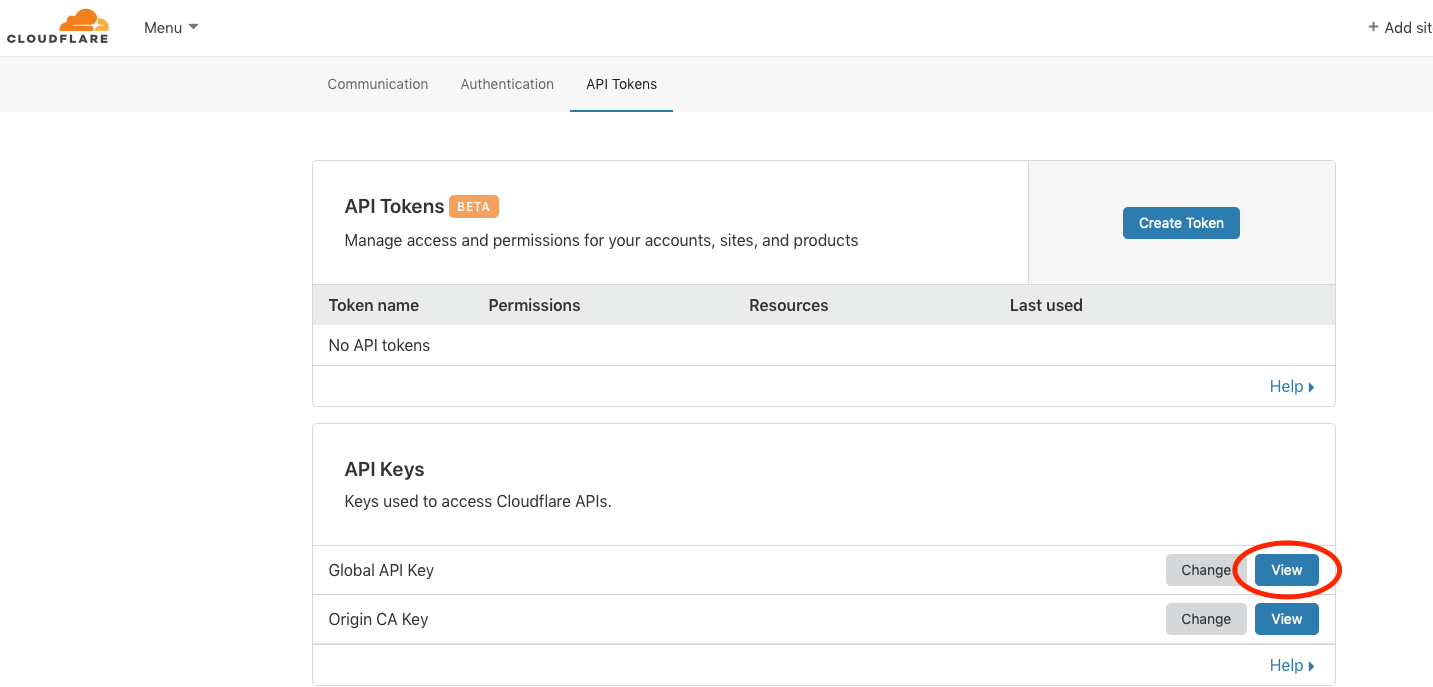 CLOUDFLARE Menu + Add sit
Communication Authentication API Tokens
API Tokens BETA
Create Token
Manage access and permissions for your accounts, sites, and products
Token name Permissions Resources Last used
No API tokens
Help
API Keys
Keys used to access Cloudflare APIs.
Global API Key Change View
Origin CA Key Change View
Help